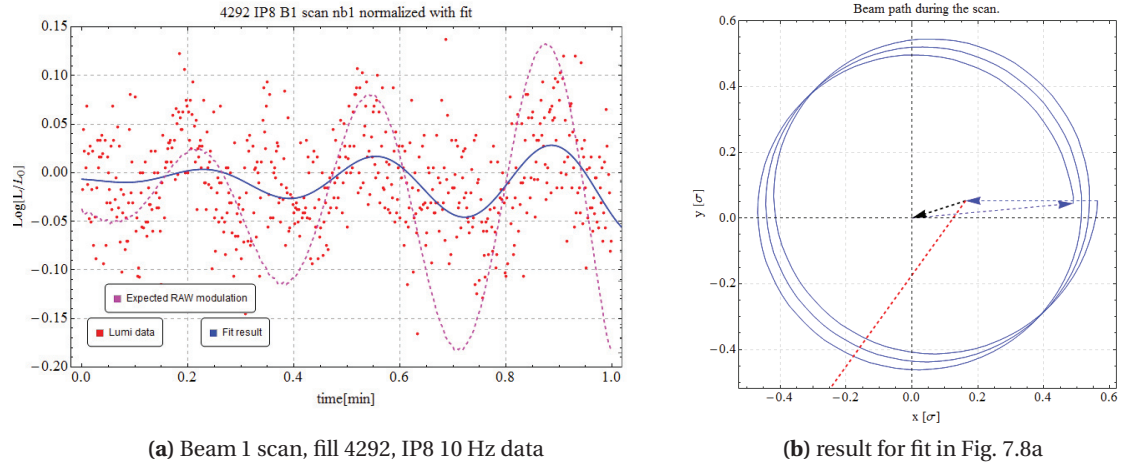 4292 IP8 B1 scan nb1 normalized with fit
0.15
0.10
0.05
0.00
−0.05
−0.10
−0.15
−0.20
Log[L/L0]
Expected RAW modulation
Lumi data
Fit result
0.0 0.2 0.4 0.6 0.8 1.0
time[min]
(a) Beam 1 scan, fill 4292, IP8 10 Hz data
Beam path during the scan.
0.6
0.4
0.2
0.0
−0.2
−0.4
y [σ]
−0.4 −0.2 0.0 0.2 0.4 0.6
x [σ]
(b) result for fit in Fig. 7.8a